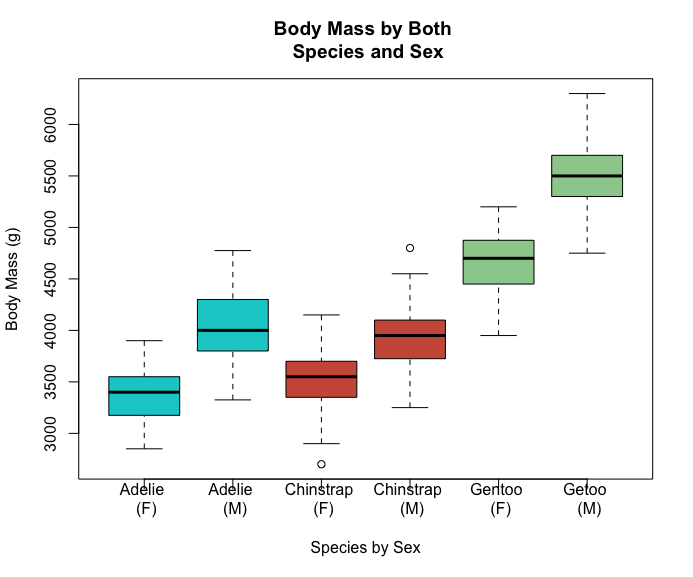 Body Mass by Both
Species and Sex
Body Mass (g)
6000
5500
5000
4500
4000
3500
3000
Adelie Adelie Chinstrap Chinstrap Gentoo Getoo
(F) (M) (F) (M) (F) (M)
Species by Sex